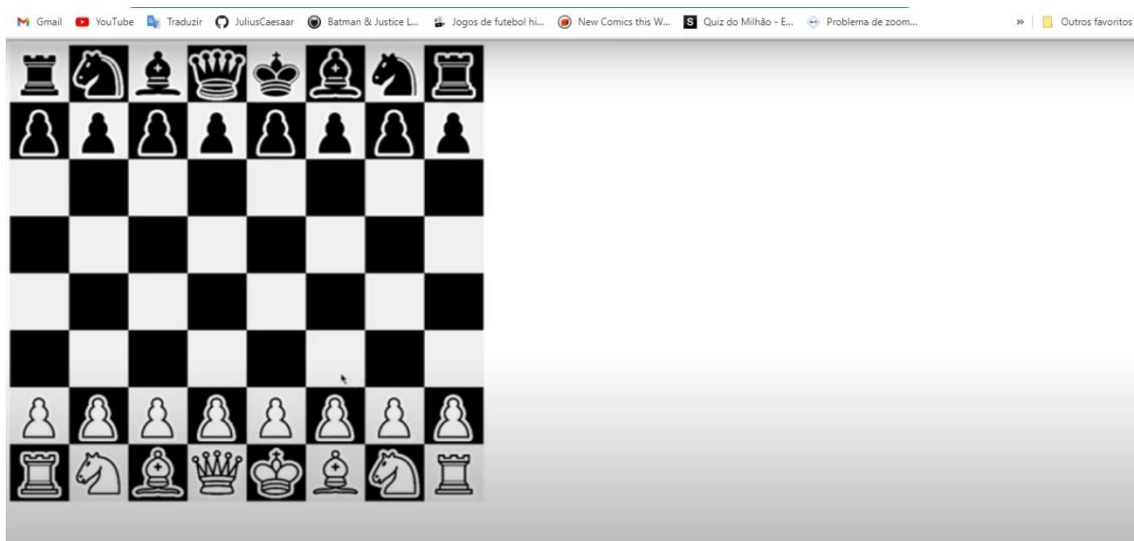 Gmail YouTube Traduzir JuliusCaesaar Batman & Justice L... Jogos de futebol hi... New Comics this W... S Quiz do Milhão - E... Problema de zoom... » Outros favoritos